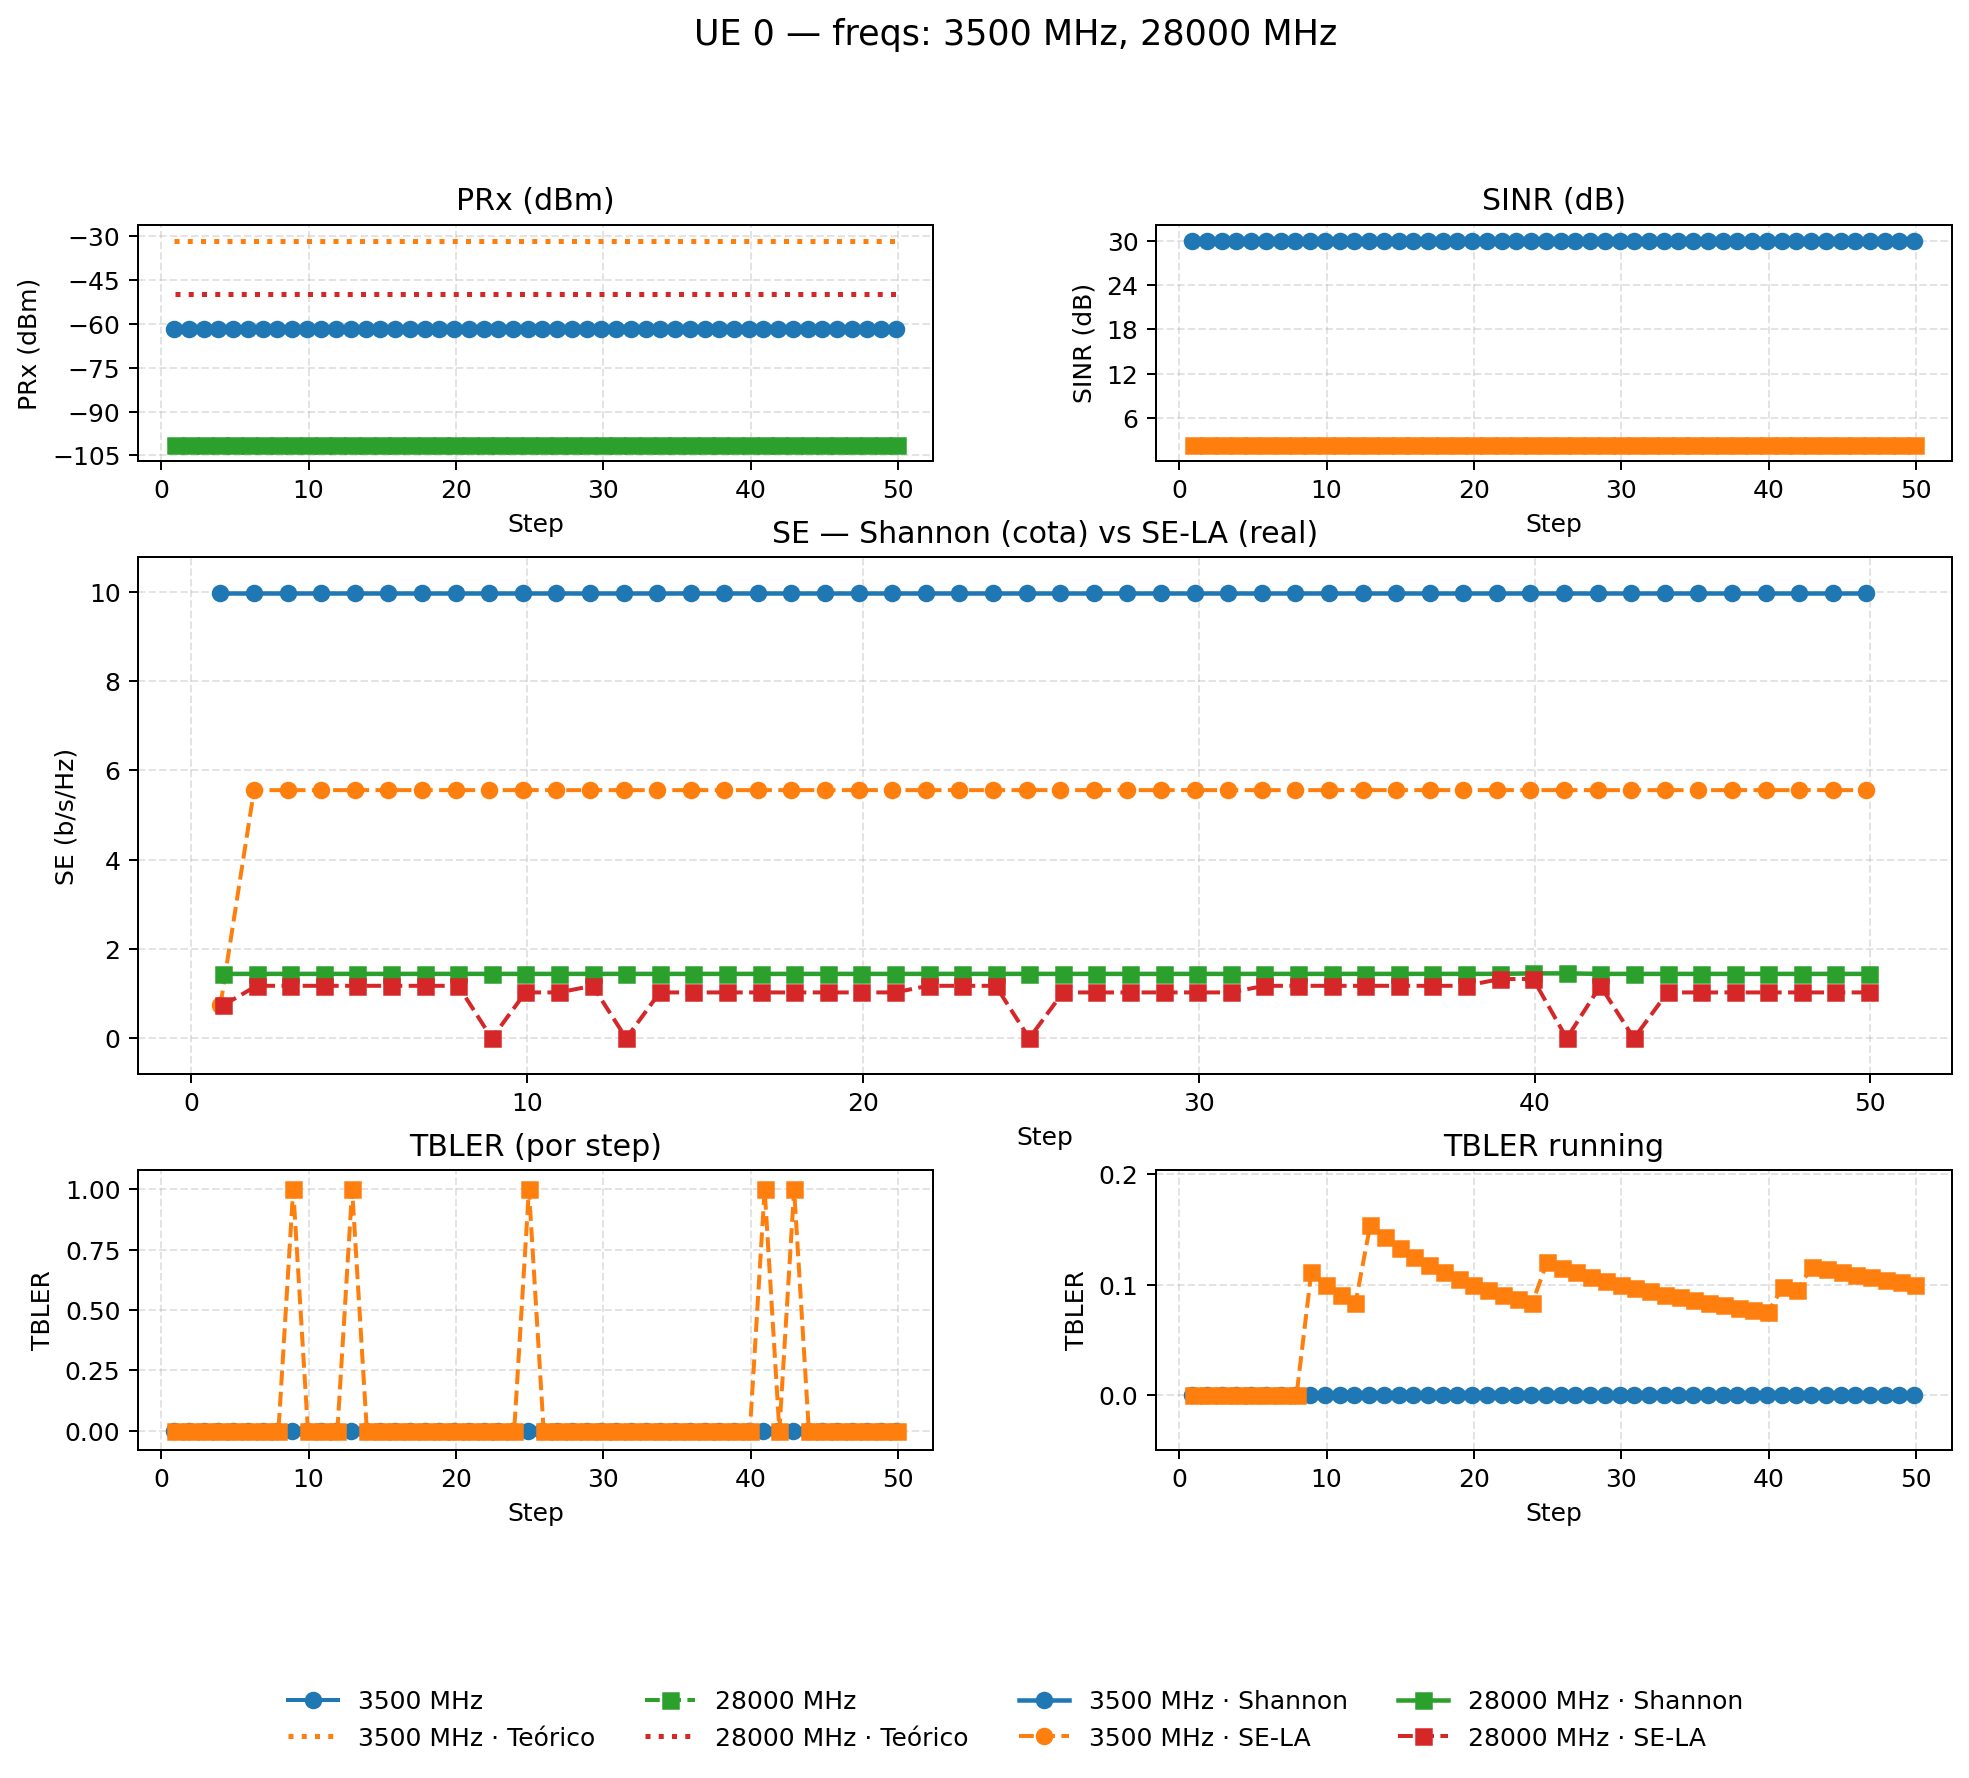 UE 0 — freqs: 3500 MHz, 28000 MHz
PRx (dBm)
PRx (dBm)
−30
−45
−60
−75
−90
−105
0 10 20 30 40 50
Step
SINR (dB)
SINR (dB)
30
24
18
12
6
0 10 20 30 40 50
Step
SE — Shannon (cota) vs SE-LA (real)
SE (b/s/Hz)
10
8
6
4
2
0
0 10 20 30 40 50
Step
TBLER (por step)
TBLER
1.00
0.75
0.50
0.25
0.00
0 10 20 30 40 50
Step
TBLER running
TBLER
0.2
0.1
0.0
0 10 20 30 40 50
Step
3500 MHz
3500 MHz · Teórico
28000 MHz
28000 MHz · Teórico
3500 MHz · Shannon
3500 MHz · SE-LA
28000 MHz · Shannon
28000 MHz · SE-LA